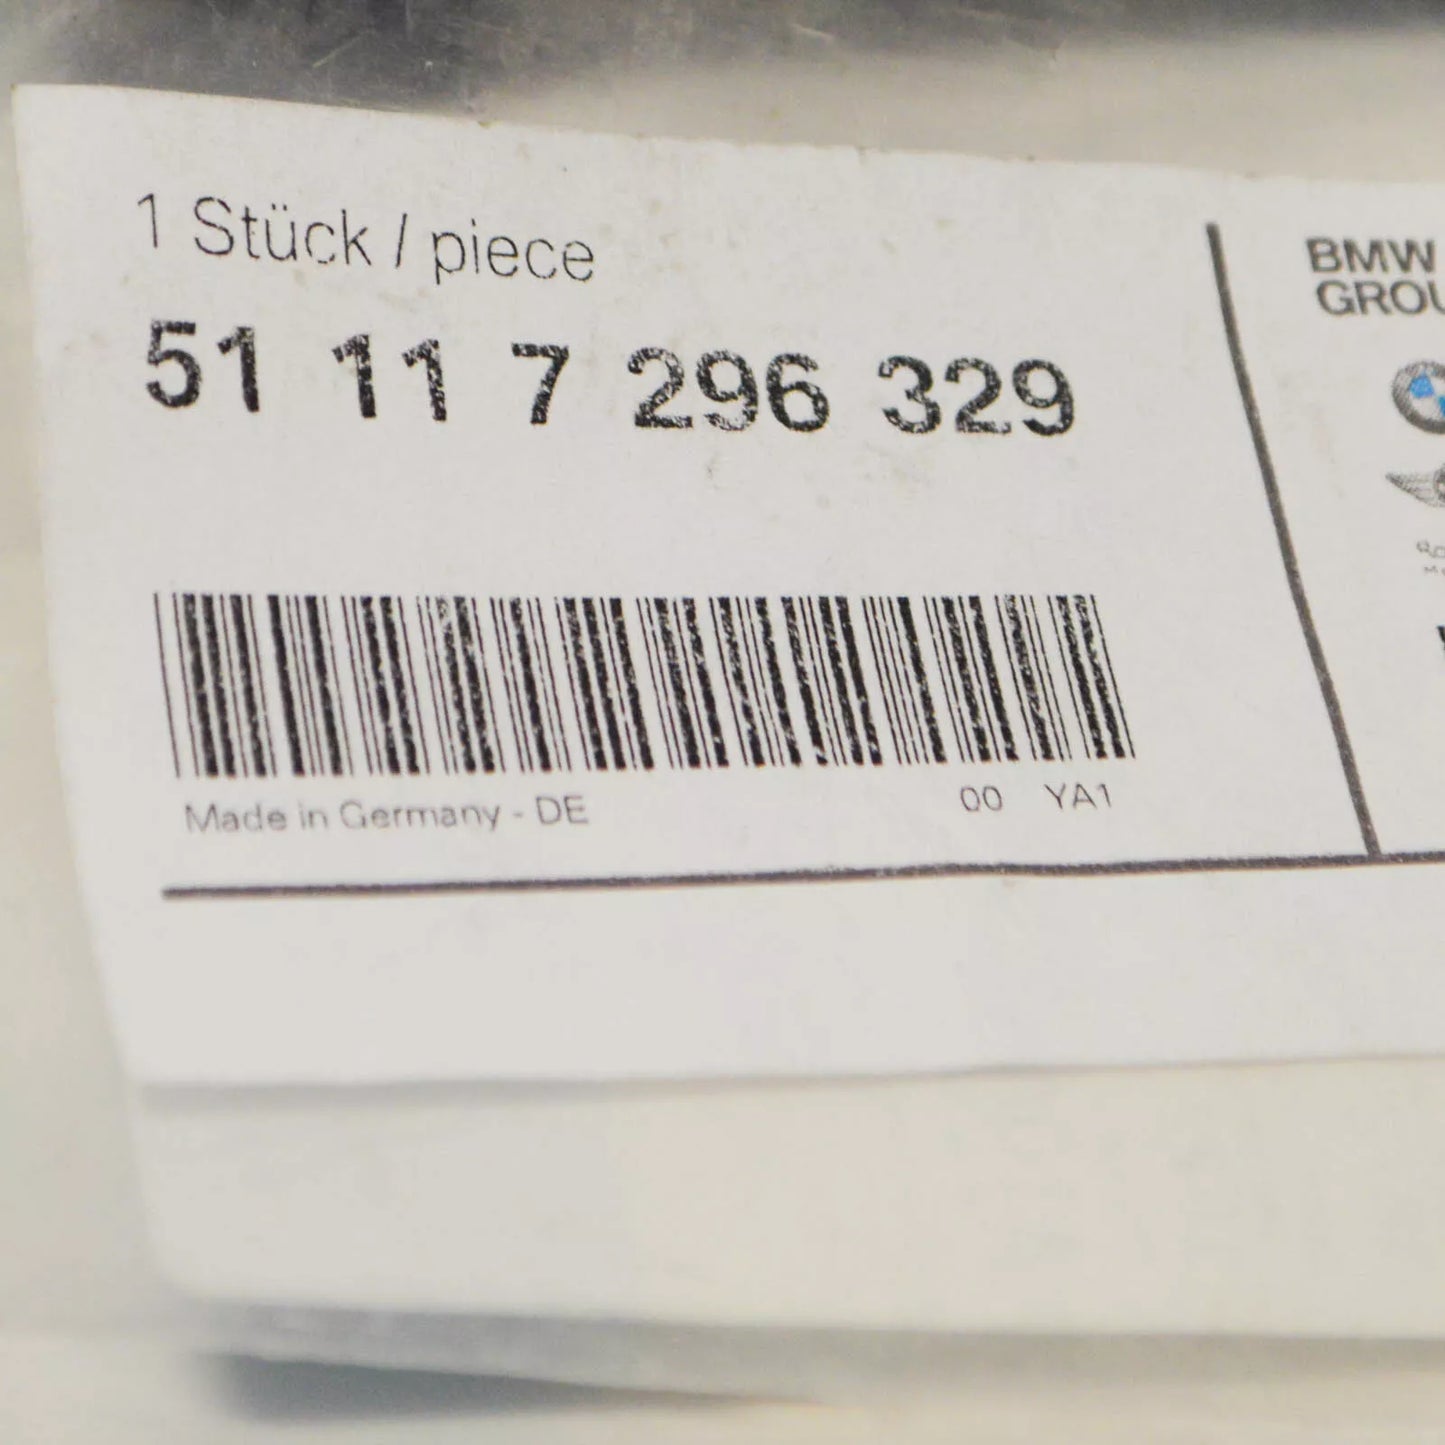 1 Stück / piece
51 11 7 296 329
Made in Germany - DE
00 YA1
BMW
GROU